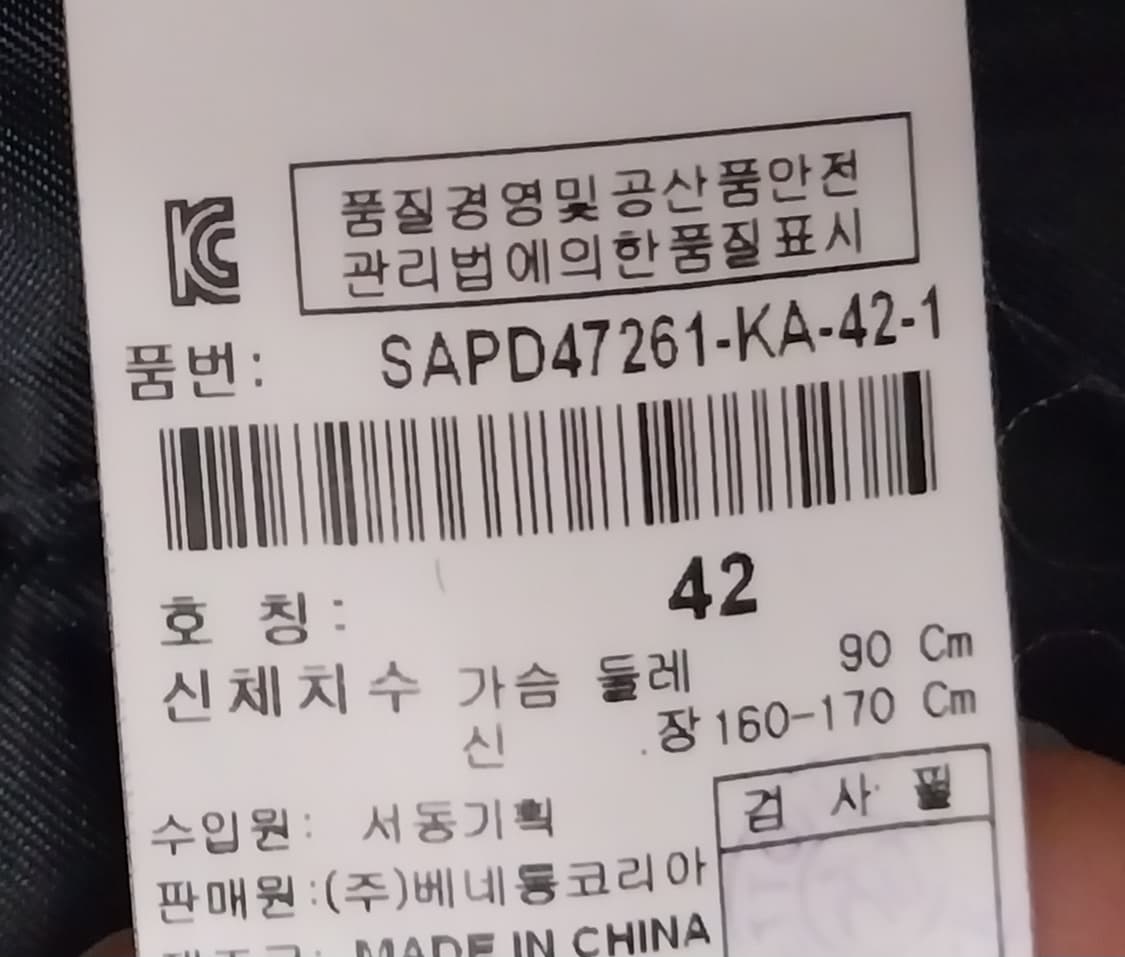 KC
품질경영및공산품안전
관리법에의한품질표시
품번: SAPD47261-KA-42-1
호 칭: 42
신체치수 가슴 둘레 90 Cm
신 장 160-170 Cm
검 사 필
수입원: 서동기획
판매원:(주)베네통코리아
제조국: MADE IN CHINA